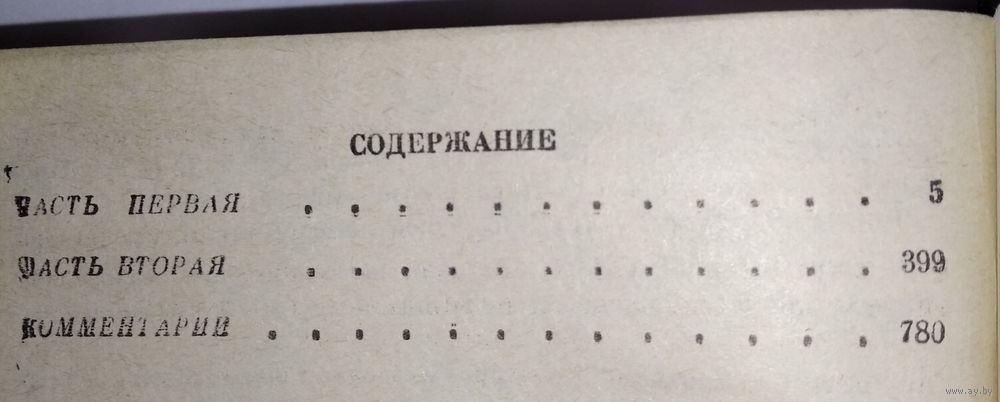 СОДЕРЖАНИЕ
ЧАСТЬ ПЕРВАЯ . . . . . . . . . . . . 5
ЧАСТЬ ВТОРАЯ . . . . . . . . . . . . 399
КОММЕНТАРИИ . . . . . . . . . . . . . 780
www.ay.by